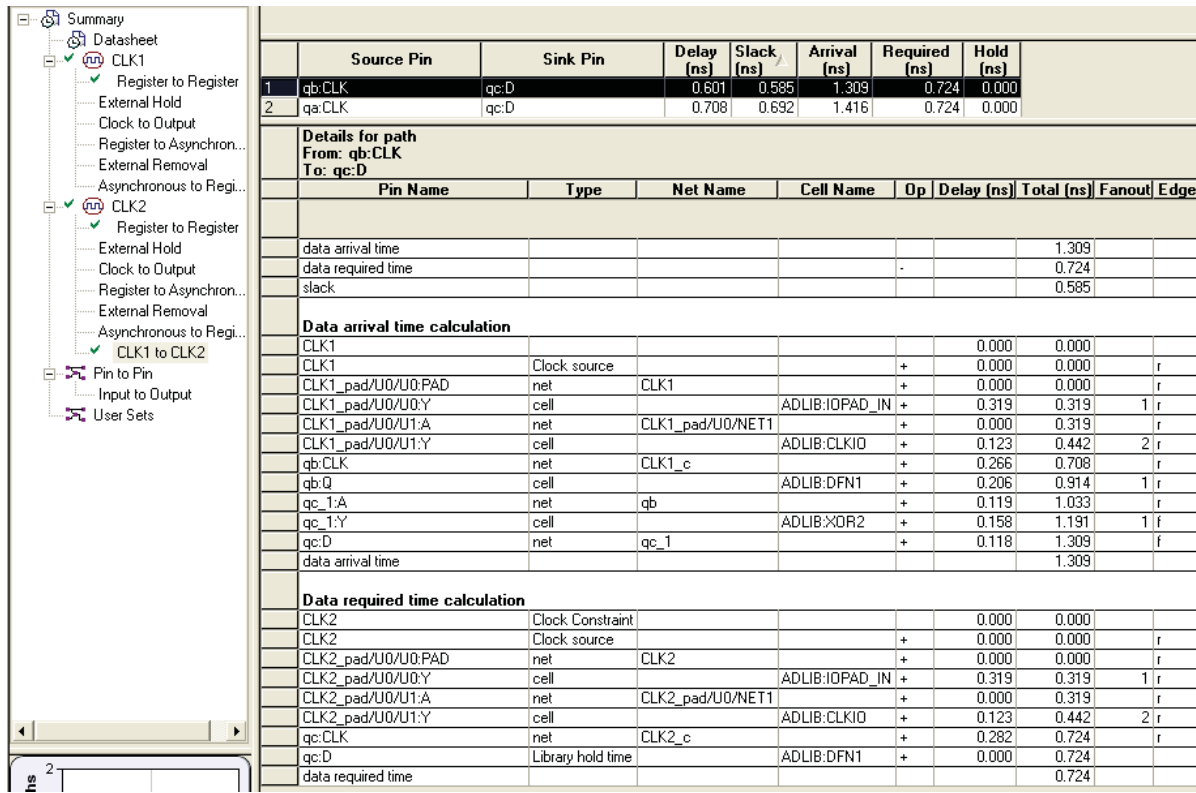 Summary
Datasheet
CLK1
Register to Register
External Hold
Clock to Output
Register to Asynchron...
External Removal
Asynchronous to Regi...
CLK2
Register to Register
External Hold
Clock to Output
Register to Asynchron...
External Removal
Asynchronous to Regi...
CLK1 to CLK2
Pin to Pin
Input to Output
User Sets
2
Source Pin Sink Pin Delay (ns) Slack (ns) Arrival (ns) Required (ns) Hold (ns)
1 qb:CLK qc:D 0.601 0.585 1.309 0.724 0.000
2 qa:CLK qc:D 0.708 0.692 1.416 0.724 0.000
Details for path
From: qb:CLK
To: qc:D
Pin Name Type Net Name Cell Name Op Delay (ns) Total (ns) Fanout Edge
data arrival time 1.309
data required time - 0.724
slack 0.585
Data arrival time calculation
CLK1 0.000 0.000
CLK1 Clock source + 0.000 0.000 r
CLK1_pad/U0/U0:PAD net CLK1 + 0.000 0.000 r
CLK1_pad/U0/U0:Y cell ADLIB:IOPAD_IN + 0.319 0.319 1 r
CLK1_pad/U0/U1:A net CLK1_pad/U0/NET1 + 0.000 0.319 r
CLK1_pad/U0/U1:Y cell ADLIB:CLKIO + 0.123 0.442 2 r
qb:CLK net CLK1_c + 0.266 0.708 r
qb:Q cell ADLIB:DFN1 + 0.206 0.914 1 r
qc_1:A net qb + 0.119 1.033 r
qc_1:Y cell ADLIB:XOR2 + 0.158 1.191 1 f
qc:D net qc_1 + 0.118 1.309 f
data arrival time 1.309
Data required time calculation
CLK2 Clock Constraint 0.000 0.000
CLK2 Clock source + 0.000 0.000 r
CLK2_pad/U0/U0:PAD net CLK2 + 0.000 0.000 r
CLK2_pad/U0/U0:Y cell ADLIB:IOPAD_IN + 0.319 0.319 1 r
CLK2_pad/U0/U1:A net CLK2_pad/U0/NET1 + 0.000 0.319 r
CLK2_pad/U0/U1:Y cell ADLIB:CLKIO + 0.123 0.442 2 r
qc:CLK net CLK2_c + 0.282 0.724 r
qc:D Library hold time ADLIB:DFN1 + 0.000 0.724
data required time 0.724